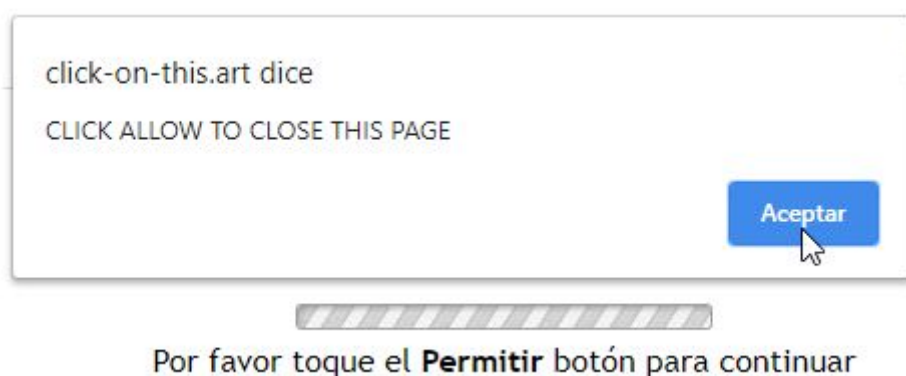 click-on-this.art dice
CLICK ALLOW TO CLOSE THIS PAGE
Aceptar
Por favor toque el Permitir botón para continuar